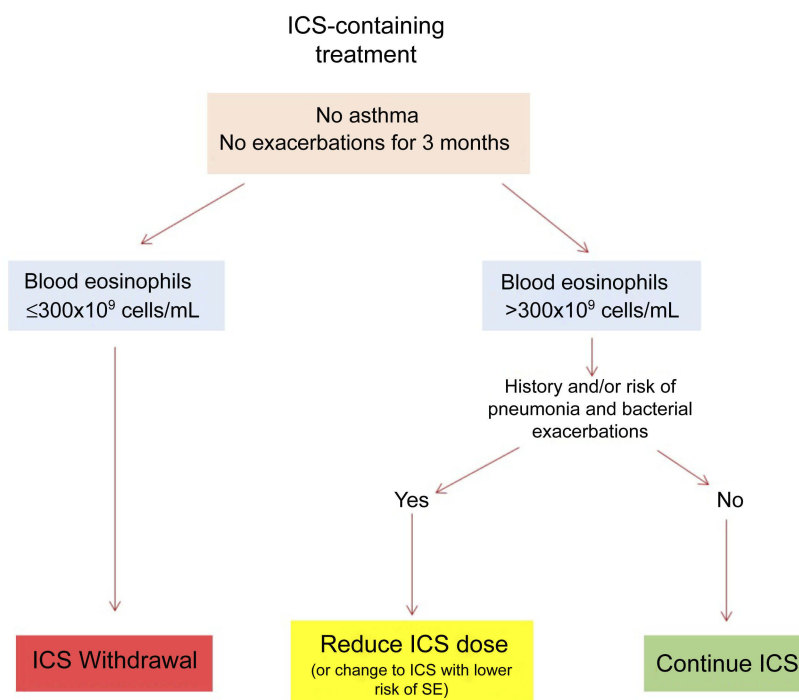 ICS-containing
treatment
No asthma
No exacerbations for 3 months
Blood eosinophils
≤300x10⁹ cells/mL
Blood eosinophils
>300x10⁹ cells/mL
History and/or risk of
pneumonia and bacterial
exacerbations
Yes
No
ICS Withdrawal
Reduce ICS dose
(or change to ICS with lower
risk of SE)
Continue ICS